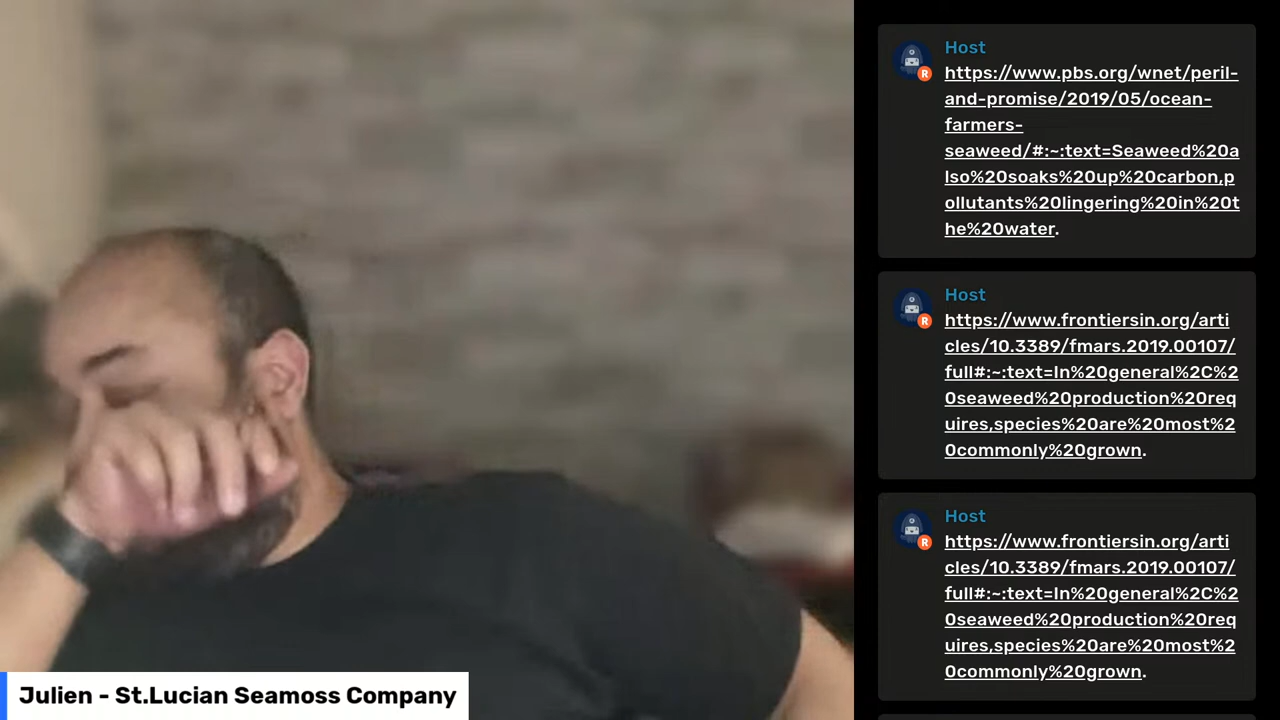 Host
https://www.pbs.org/wnet/peril-
and-promise/2019/05/ocean-
farmers-
seaweed/#:~:text=Seaweed%20a
lso%20soaks%20up%20carbon,p
ollutants%20lingering%20in%20t
he%20water.
Host
https://www.frontiersin.org/arti
cles/10.3389/fmars.2019.00107/
full#:~:text=In%20general%2C%2
0seaweed%20production%20req
uires,species%20are%20most%2
0commonly%20grown.
Host
https://www.frontiersin.org/arti
cles/10.3389/fmars.2019.00107/
full#:~:text=In%20general%2C%2
0seaweed%20production%20req
uires,species%20are%20most%2
0commonly%20grown.
Julien - St.Lucian Seamoss Company